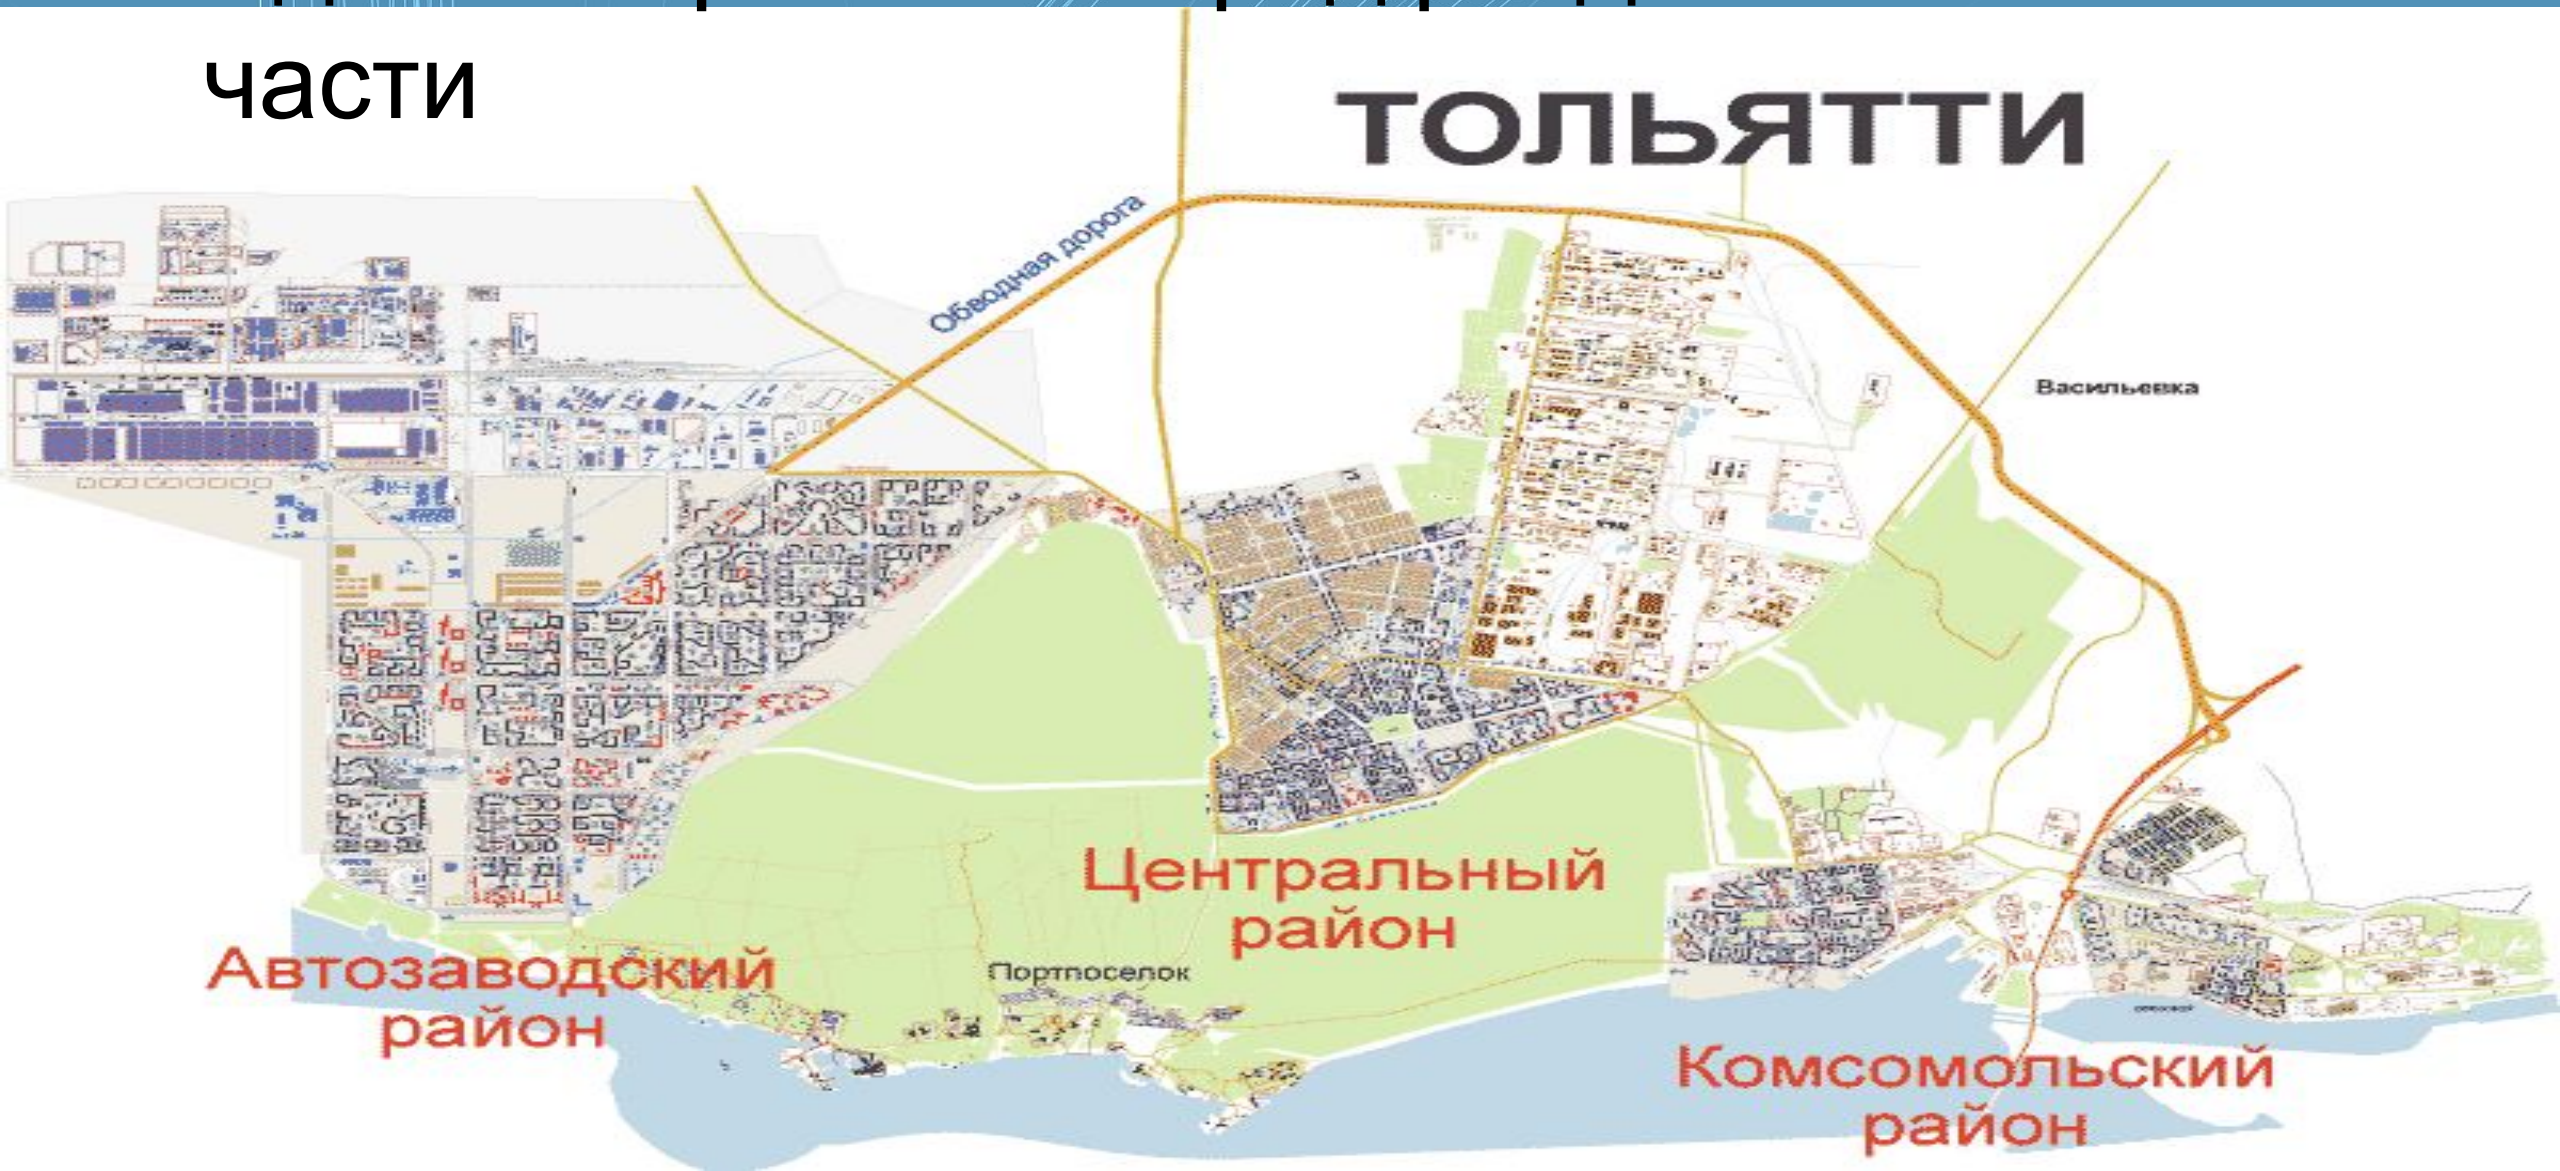 части
ТОЛЬЯТТИ
Обводная дорога
Васильевка
Центральный
район
Автозаводский
район
Портпоселок
Комсомольский
район